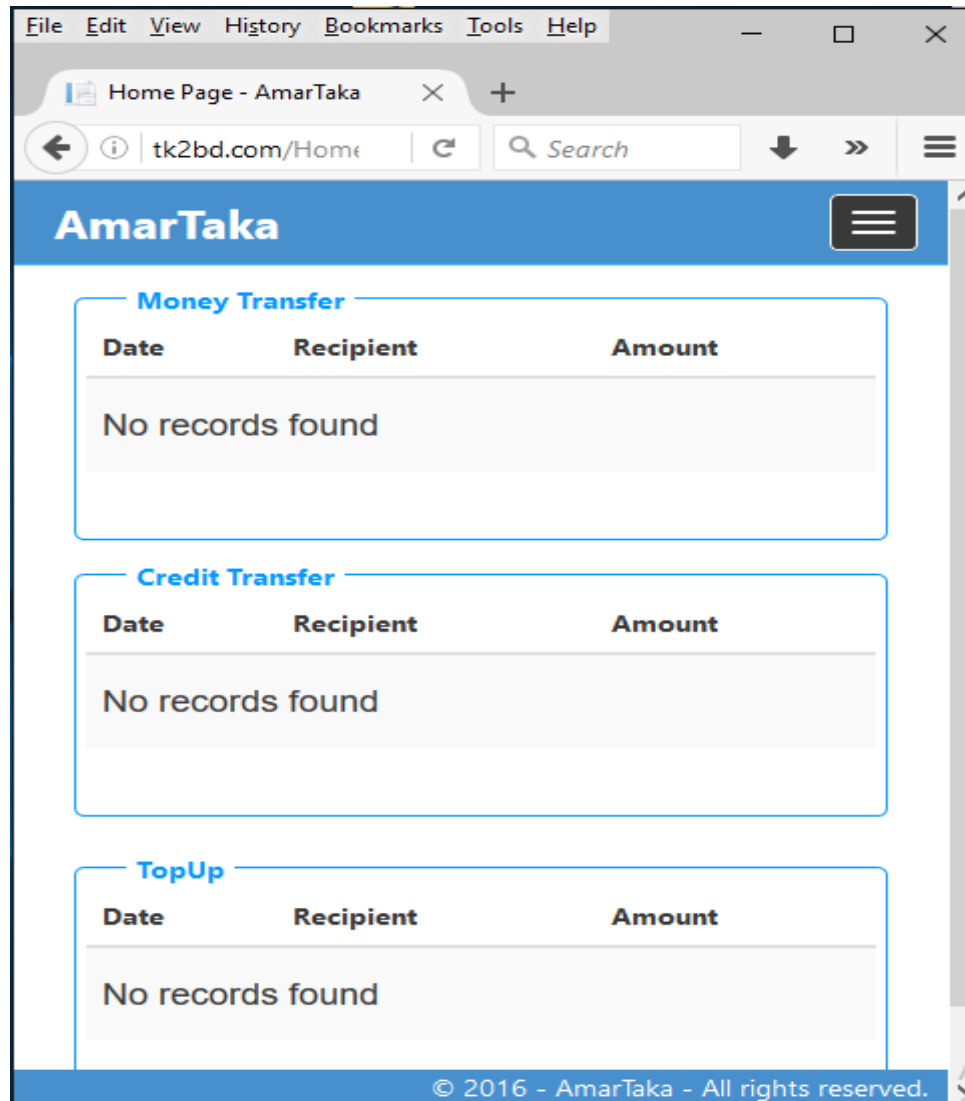 File Edit View History Bookmarks Tools Help
Home Page - AmarTaka
tk2bd.com/Home
Search
AmarTaka
Money Transfer
Date Recipient Amount
No records found
Credit Transfer
Date Recipient Amount
No records found
TopUp
Date Recipient Amount
No records found
© 2016 - AmarTaka - All rights reserved.